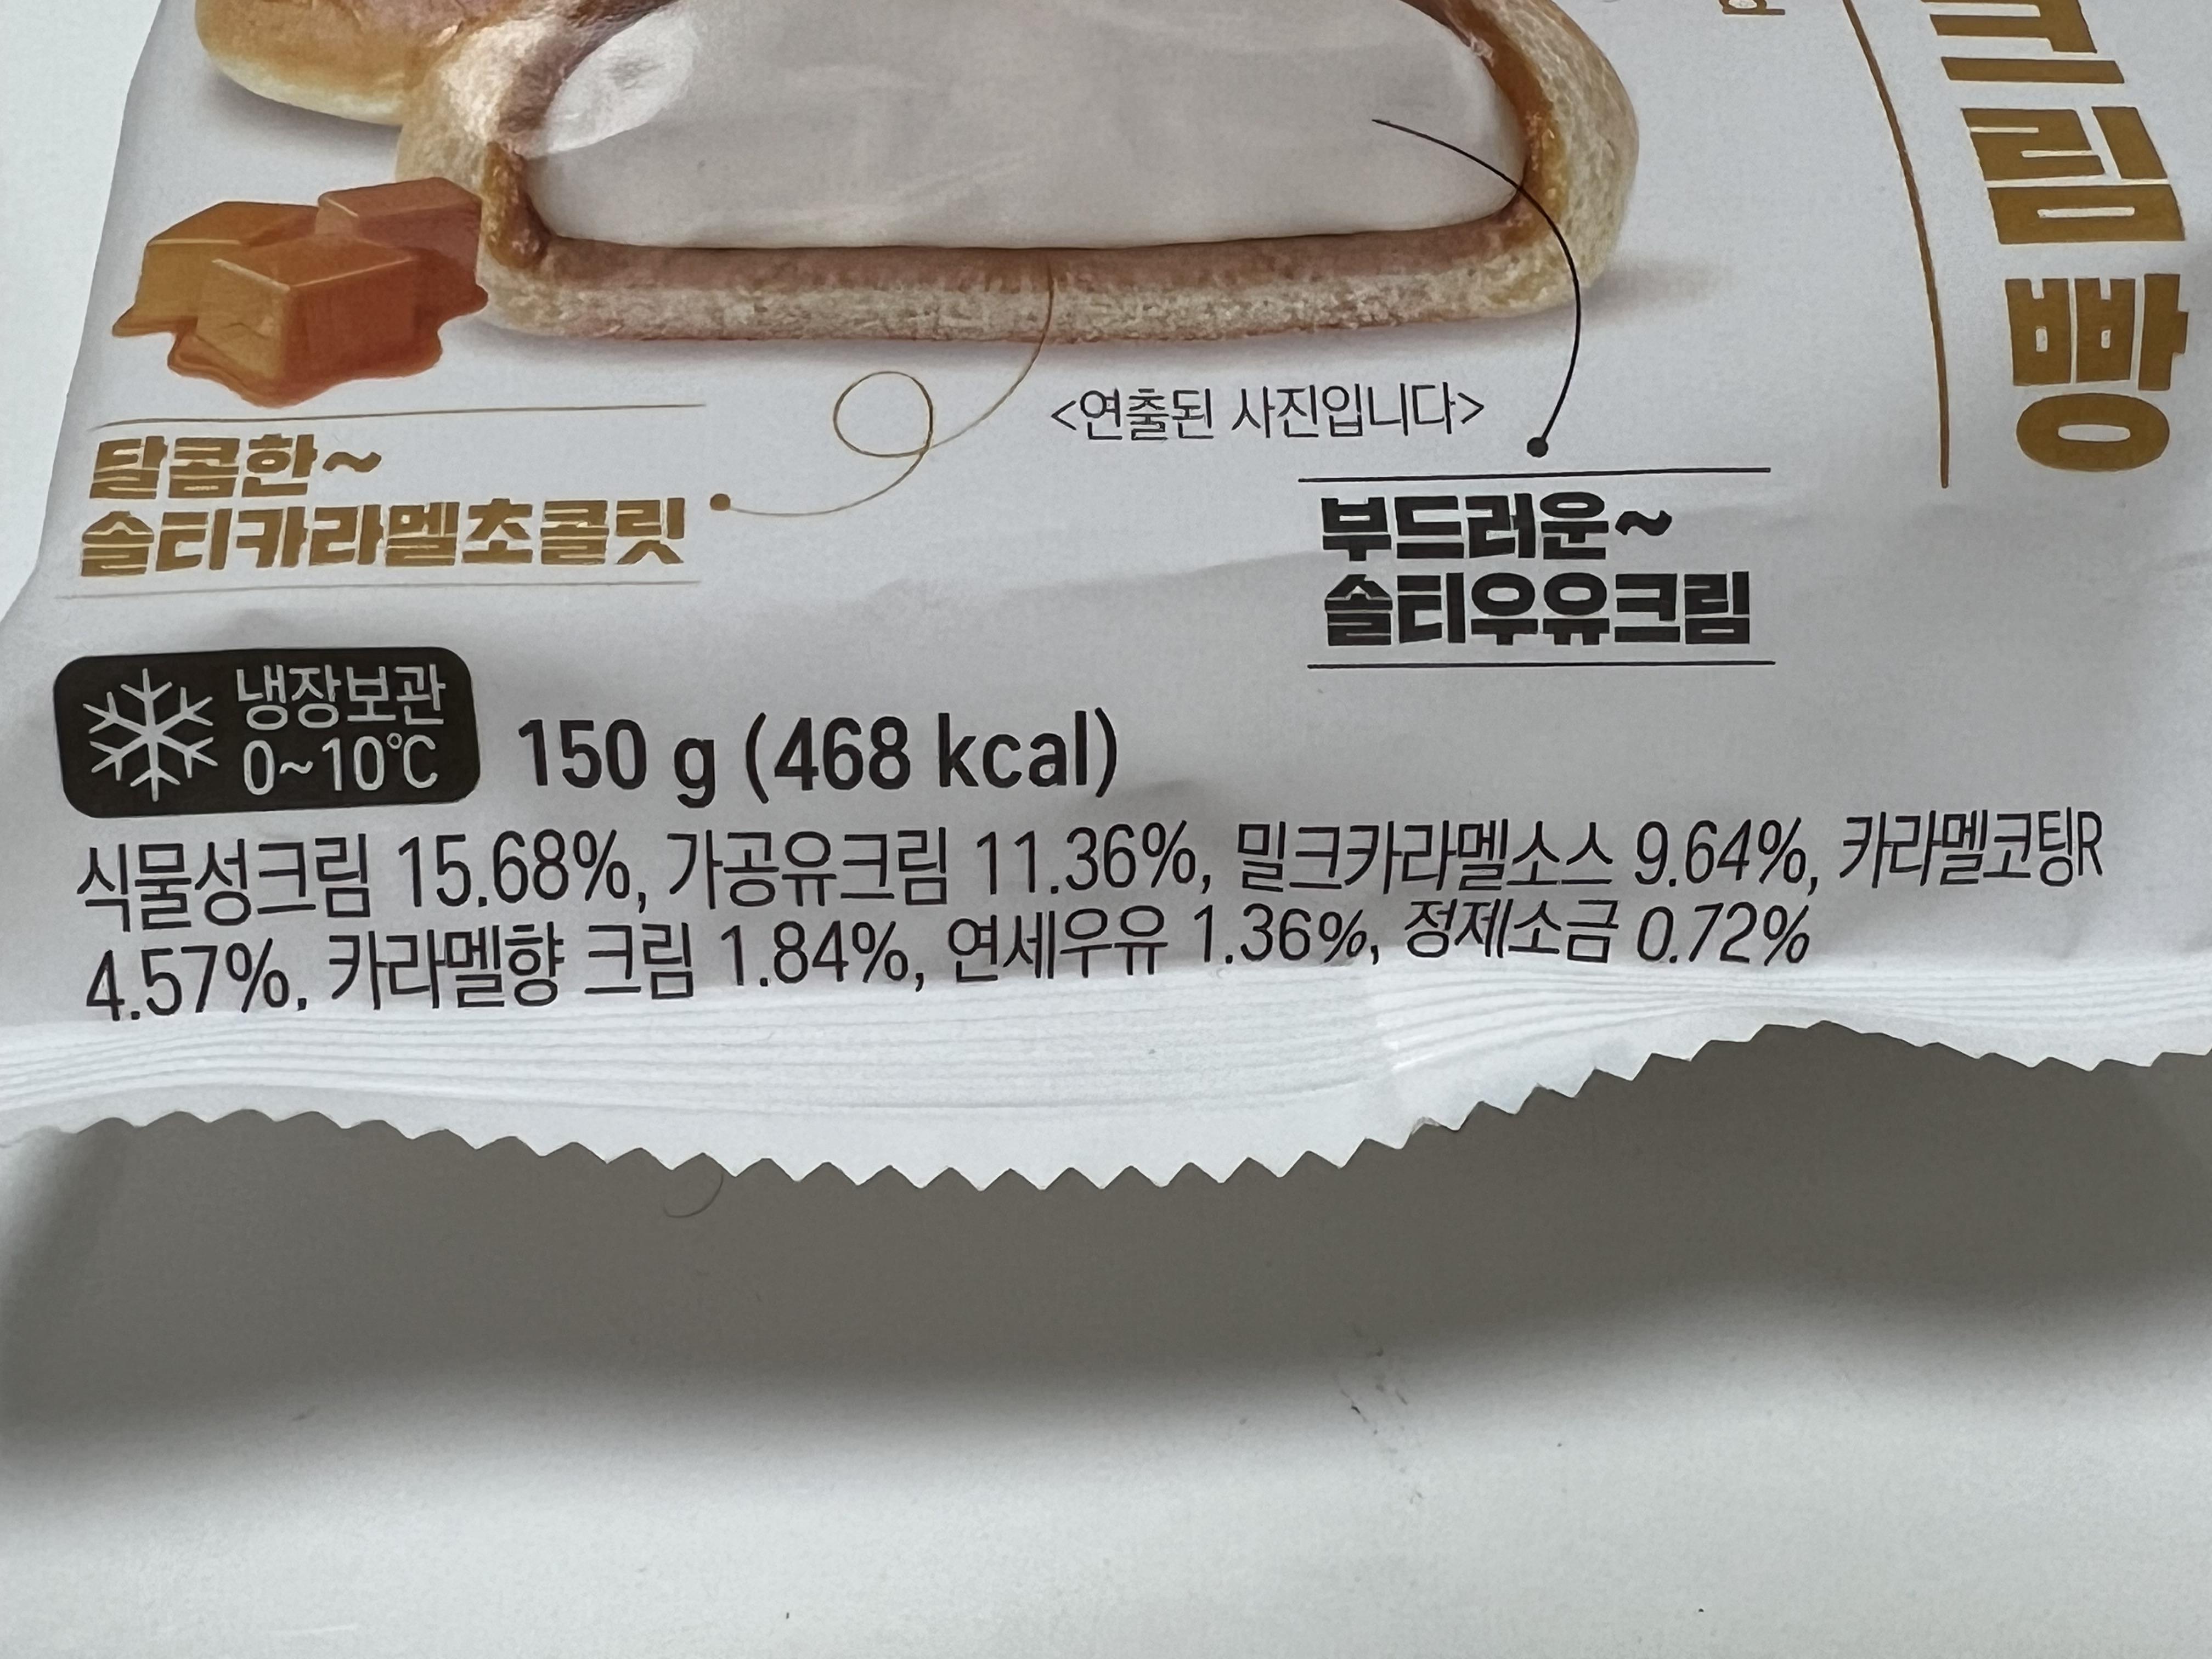 크림빵
달콤한~
솔티카라멜초콜릿
<연출된 사진입니다>
부드러운~
솔티우유크림
냉장보관
0~10℃
150 g (468 kcal)
식물성크림 15.68%, 가공유크림 11.36%, 밀크카라멜소스 9.64%, 카라멜코팅R
4.57%, 카라멜향 크림 1.84%, 연세우유 1.36%, 정제소금 0.72%